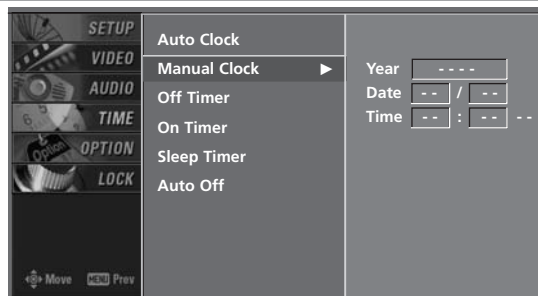 SETUP
VIDEO
AUDIO
TIME
OPTION
LOCK
Move MENU Prev
Auto Clock
Manual Clock ►
Off Timer
On Timer
Sleep Timer
Auto Off
Year - - - -
Date - - / - -
Time - - : - - - -